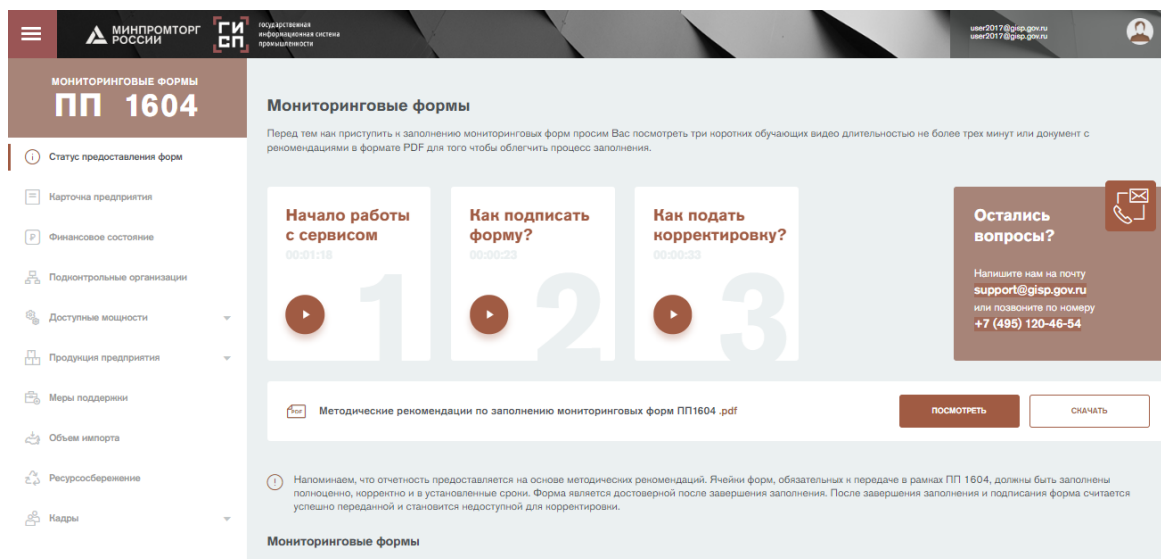 МИНПРОМТОРГ
РОССИИ
ГИСП
государственная
информационная система
промышленности
user2017@gisp.gov.ru
user2017@gisp.gov.ru
МОНИТОРИНГОВЫЕ ФОРМЫ
ПП 1604
Статус предоставления форм
Карточка предприятия
Финансовое состояние
Подконтрольные организации
Доступные мощности
Продукция предприятия
Меры поддержки
Объем импорта
Ресурсосбережение
Кадры
Мониторинговые формы
Перед тем как приступить к заполнению мониторинговых форм просим Вас посмотреть три коротких обучающих видео длительностью не более трех минут или документ с
рекомендациями в формате PDF для того чтобы облегчить процесс заполнения.
Начало работы
с сервисом
00:01:18
1
Как подписать
форму?
00:00:23
2
Как подать
корректировку?
00:00:33
3
Остались
вопросы?
Напишите нам на почту
support@gisp.gov.ru
или позвоните по номеру
+7 (495) 120-46-54
PDF
Методические рекомендации по заполнению мониторинговых форм ПП1604 .pdf
ПОСМОТРЕТЬ
СКАЧАТЬ
Напоминаем, что отчетность предоставляется на основе методических рекомендаций. Ячейки форм, обязательных к передаче в рамках ПП 1604, должны быть заполнены
полноценно, корректно и в установленные сроки. Форма является достоверной после завершения заполнения. После завершения заполнения и подписания форма считается
успешно переданной и становится недоступной для корректировки.
Мониторинговые формы